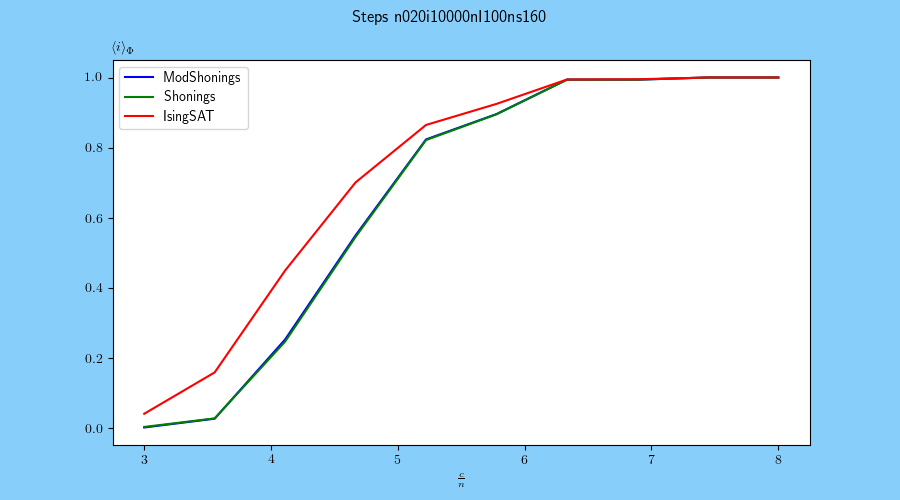 Steps n020i10000nI100ns160
⟨i⟩Φ
1.0
0.8
0.6
0.4
0.2
0.0
ModShonings
Shonings
IsingSAT
3 4 5 6 7 8
c/n